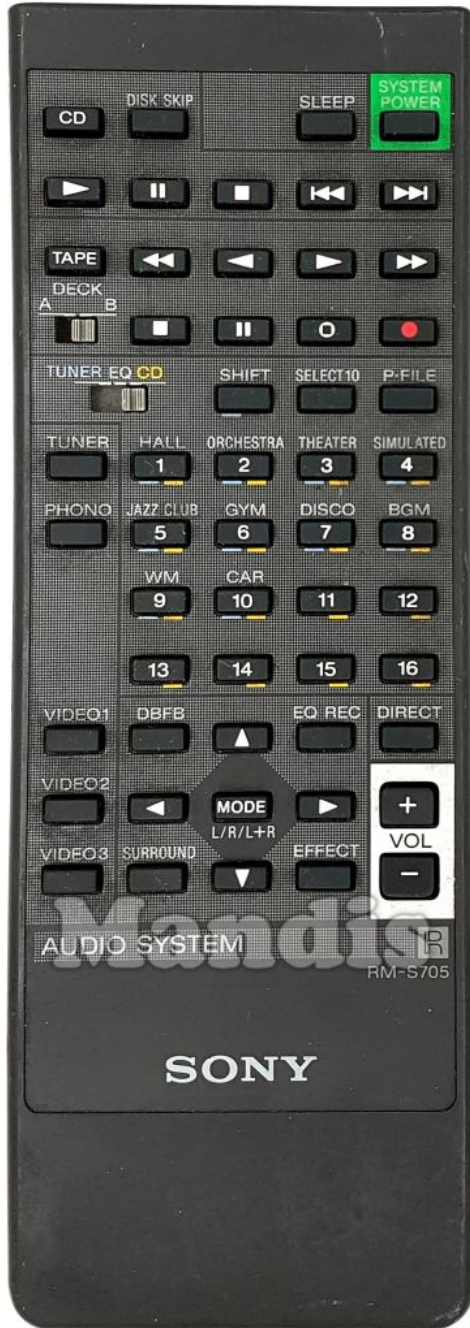 DISK SKIP SLEEP SYSTEM
POWER
CD
TAPE
DECK
A B
TUNER EQ CD SHIFT SELECT10 P·FILE
TUNER HALL ORCHESTRA THEATER SIMULATED
1 2 3 4
PHONO JAZZ CLUB GYM DISCO BGM
5 6 7 8
WM CAR
9 10 11 12
13 14 15 16
VIDEO1 DBFB EQ REC DIRECT
VIDEO2
MODE
L/R/L+R
VOL
VIDEO3 SURROUND EFFECT
Mandis
AUDIO SYSTEM R
RM-S705
SONY